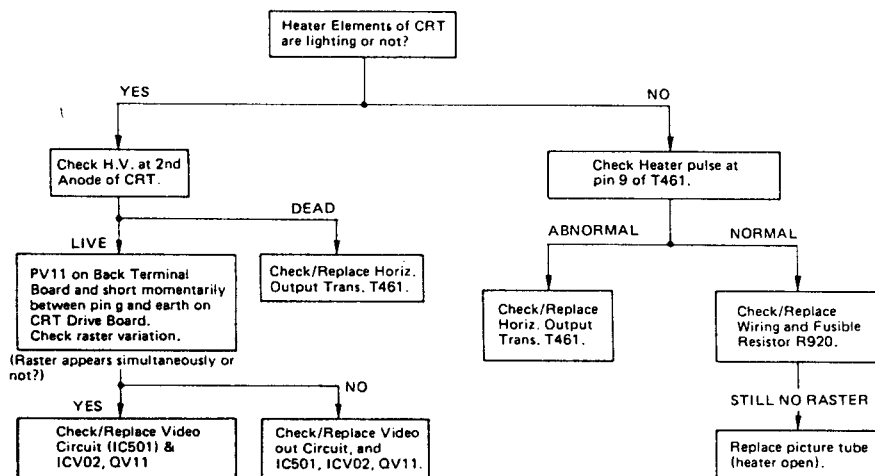 Heater Elements of CRT
are lighting or not?
YES
NO
Check H.V. at 2nd
Anode of CRT.
Check Heater pulse at
pin 9 of T461.
DEAD
LIVE
ABNORMAL
NORMAL
PV11 on Back Terminal
Board and short momentarily
between pin g and earth on
CRT Drive Board.
Check raster variation.
Check/Replace Horiz.
Output Trans. T461.
Check/Replace
Horiz. Output
Trans. T461.
Check/Replace
Wiring and Fusible
Resistor R920.
(Raster appears simultaneously or
not?)
YES
NO
STILL NO RASTER
Check/Replace Video
Circuit (IC501) &
ICV02, QV11
Check/Replace Video
out Circuit, and
IC501, ICV02, QV11.
Replace picture tube
(heater open).